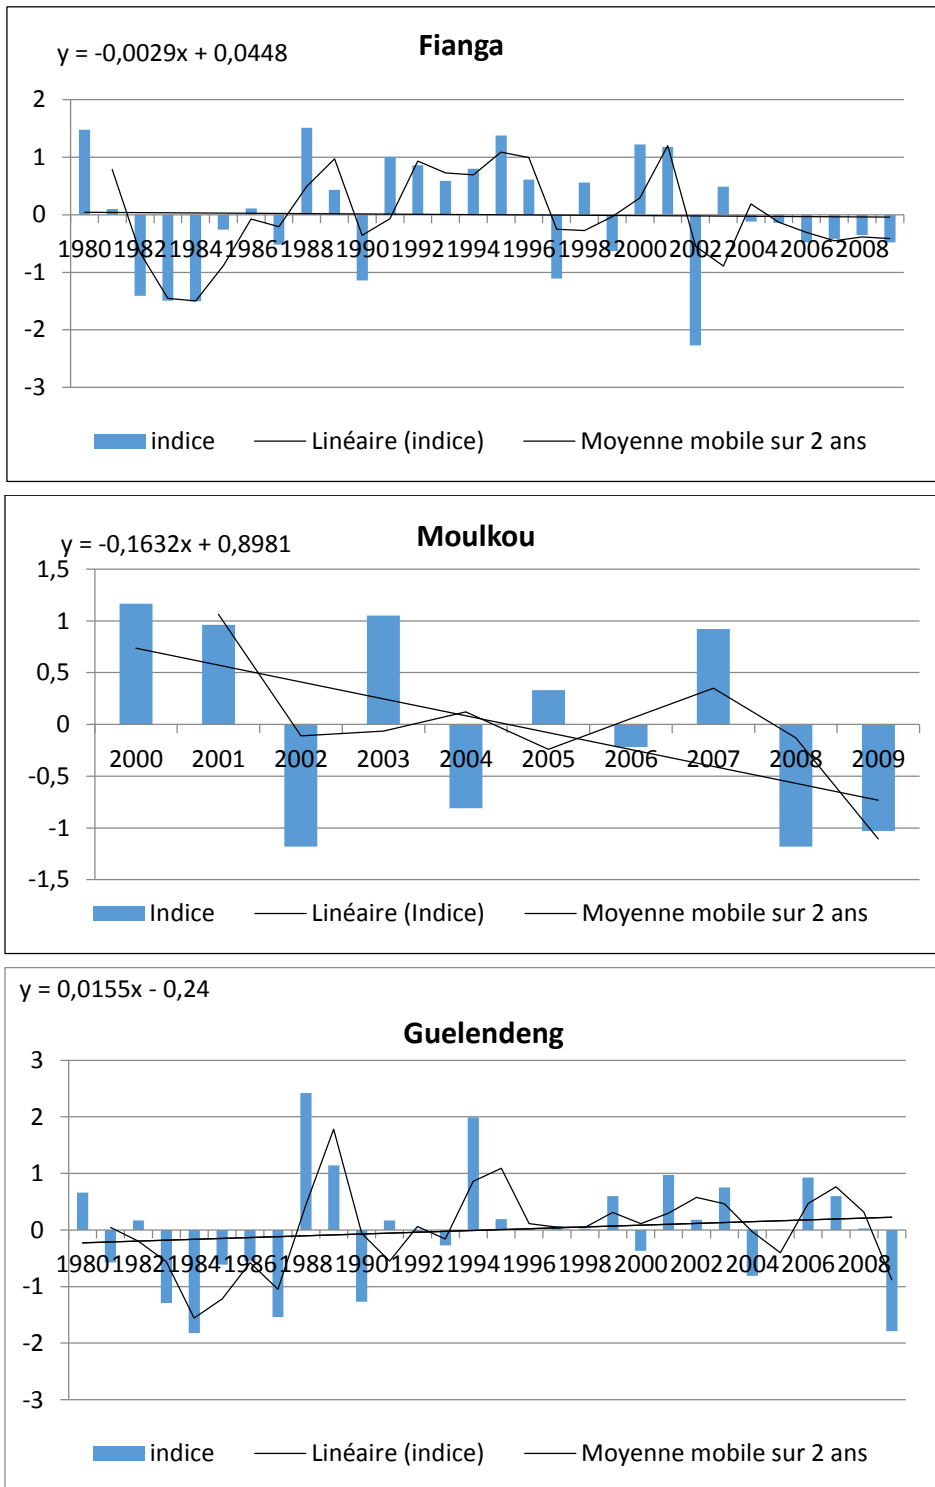 y = -0,0029x + 0,0448
Fianga
2
1
0
-1
-2
-3
1980 1982 1984 1986 1988 1990 1992 1994 1996 1998 2000 2002 2004 2006 2008
indice Linéaire (indice) Moyenne mobile sur 2 ans
y = -0,1632x + 0,8981
Moulkou
1,5
1
0,5
0
-0,5
-1
-1,5
2000 2001 2002 2003 2004 2005 2006 2007 2008 2009
Indice Linéaire (Indice) Moyenne mobile sur 2 ans
y = 0,0155x - 0,24
Guelendeng
3
2
1
0
-1
-2
-3
1980 1982 1984 1986 1988 1990 1992 1994 1996 1998 2000 2002 2004 2006 2008
indice Linéaire (indice) Moyenne mobile sur 2 ans